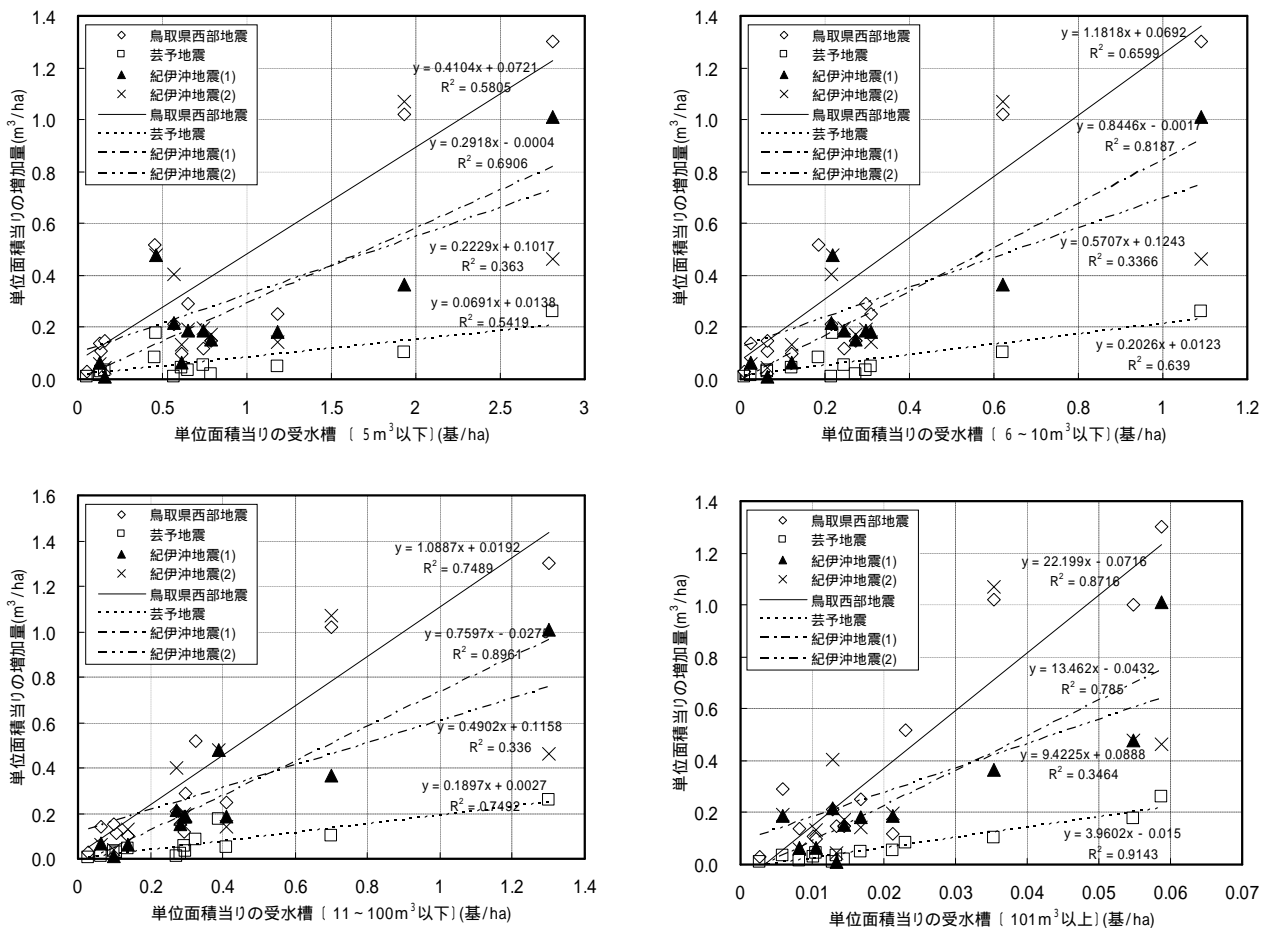 1.4
1.2
1.0
0.8
0.6
0.4
0.2
0.0
0
0.5
1
1.5
2
2.5
3
単位面積当りの増加量(m³/ha)
単位面積当りの受水槽〔 5m³以下〕(基/ha)
鳥取県西部地震
芸予地震
紀伊沖地震(1)
紀伊沖地震(2)
鳥取県西部地震
芸予地震
紀伊沖地震(1)
紀伊沖地震(2)
y = 0.4104x + 0.0721
R² = 0.5805
y = 0.2918x - 0.0004
R² = 0.6906
y = 0.2229x + 0.1017
R² = 0.363
y = 0.0691x + 0.0138
R² = 0.5419
1.4
1.2
1.0
0.8
0.6
0.4
0.2
0.0
0
0.2
0.4
0.6
0.8
1
1.2
単位面積当りの増加量(m³/ha)
単位面積当りの受水槽〔 6~10m³以下〕(基/ha)
鳥取県西部地震
芸予地震
紀伊沖地震(1)
紀伊沖地震(2)
鳥取県西部地震
芸予地震
紀伊沖地震(1)
紀伊沖地震(2)
y = 1.1818x + 0.0692
R² = 0.6599
y = 0.8446x - 0.0017
R² = 0.8187
y = 0.5707x + 0.1243
R² = 0.3366
y = 0.2026x + 0.0123
R² = 0.639
1.6
1.4
1.2
1.0
0.8
0.6
0.4
0.2
0.0
0
0.2
0.4
0.6
0.8
1
1.2
1.4
単位面積当りの増加量(m³/ha)
単位面積当りの受水槽〔 11~100m³以下〕(基/ha)
鳥取県西部地震
芸予地震
紀伊沖地震(1)
紀伊沖地震(2)
鳥取県西部地震
芸予地震
紀伊沖地震(1)
紀伊沖地震(2)
y = 1.0887x + 0.0192
R² = 0.7489
y = 0.7597x - 0.027
R² = 0.8961
y = 0.4902x + 0.1158
R² = 0.336
y = 0.1897x + 0.0027
R² = 0.7492
1.4
1.2
1.0
0.8
0.6
0.4
0.2
0.0
0
0.01
0.02
0.03
0.04
0.05
0.06
0.07
単位面積当りの増加量(m³/ha)
単位面積当りの受水槽〔 101m³以上〕(基/ha)
鳥取県西部地震
芸予地震
紀伊沖地震(1)
紀伊沖地震(2)
鳥取西部地震
芸予地震
紀伊沖地震(1)
紀伊沖地震(2)
y = 22.199x - 0.0716
R² = 0.8716
y = 13.462x - 0.0432
R² = 0.785
y = 9.4225x + 0.0888
R² = 0.3464
y = 3.9602x - 0.015
R² = 0.9143